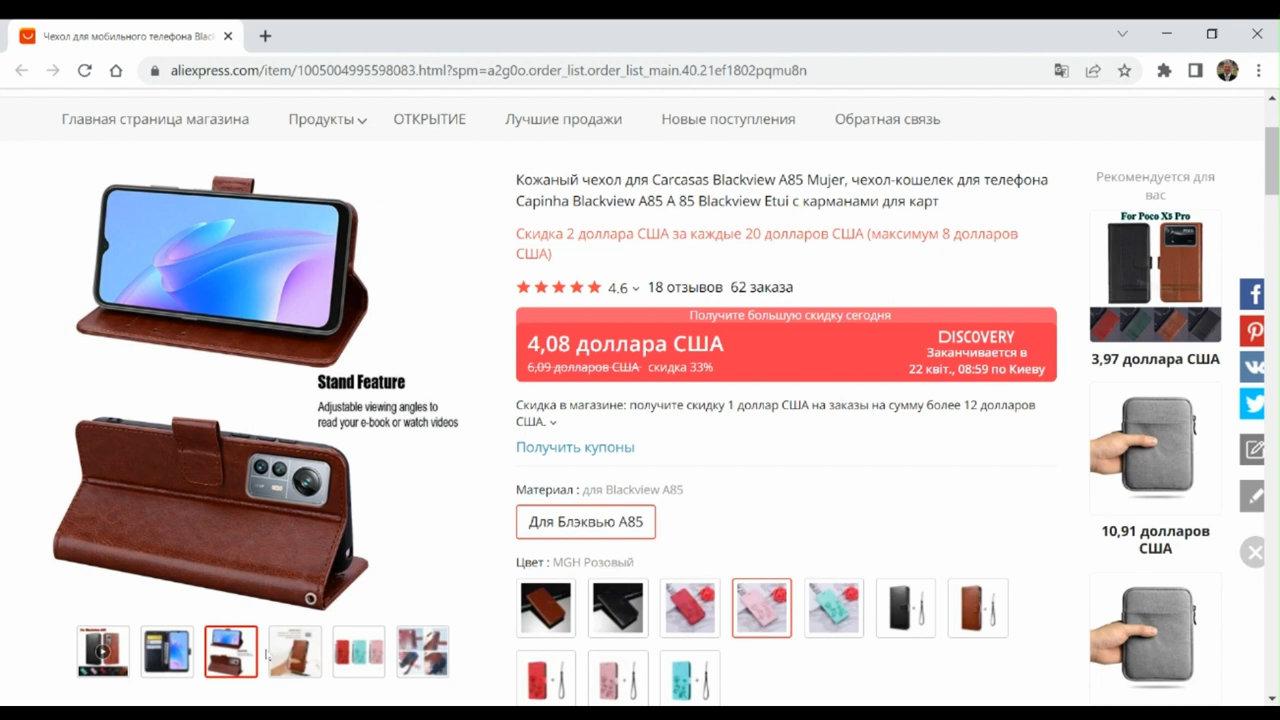 Чехол для мобильного телефона Blac
aliexpress.com/item/1005004995598083.html?spm=a2g0o.order_list.order_list_main.40.21ef1802pqmu8n
Главная страница магазина Продукты ОТКРЫТИЕ Лучшие продажи Новые поступления Обратная связь
Stand Feature
Adjustable viewing angles to
read your e-book or watch videos
Кожаный чехол для Carcasas Blackview A85 Mujer, чехол-кошелек для телефона
Capinha Blackview A85 A 85 Blackview Etui с карманами для карт
Скидка 2 доллара США за каждые 20 долларов США (максимум 8 долларов
США)
4.6 18 отзывов 62 заказа
Получите большую скидку сегодня
4,08 доллара США
6,09 долларов США скидка 33%
DISCOVERY
Заканчивается в
22 квіт., 08:59 по Киеву
Скидка в магазине: получите скидку 1 доллар США на заказы на сумму более 12 долларов
США.
Получить купоны
Материал : для Blackview A85
Для Блэквью А85
Цвет : MGH Розовый
Рекомендуется для
вас
For Poco X5 Pro
3,97 доллара США
10,91 долларов
США